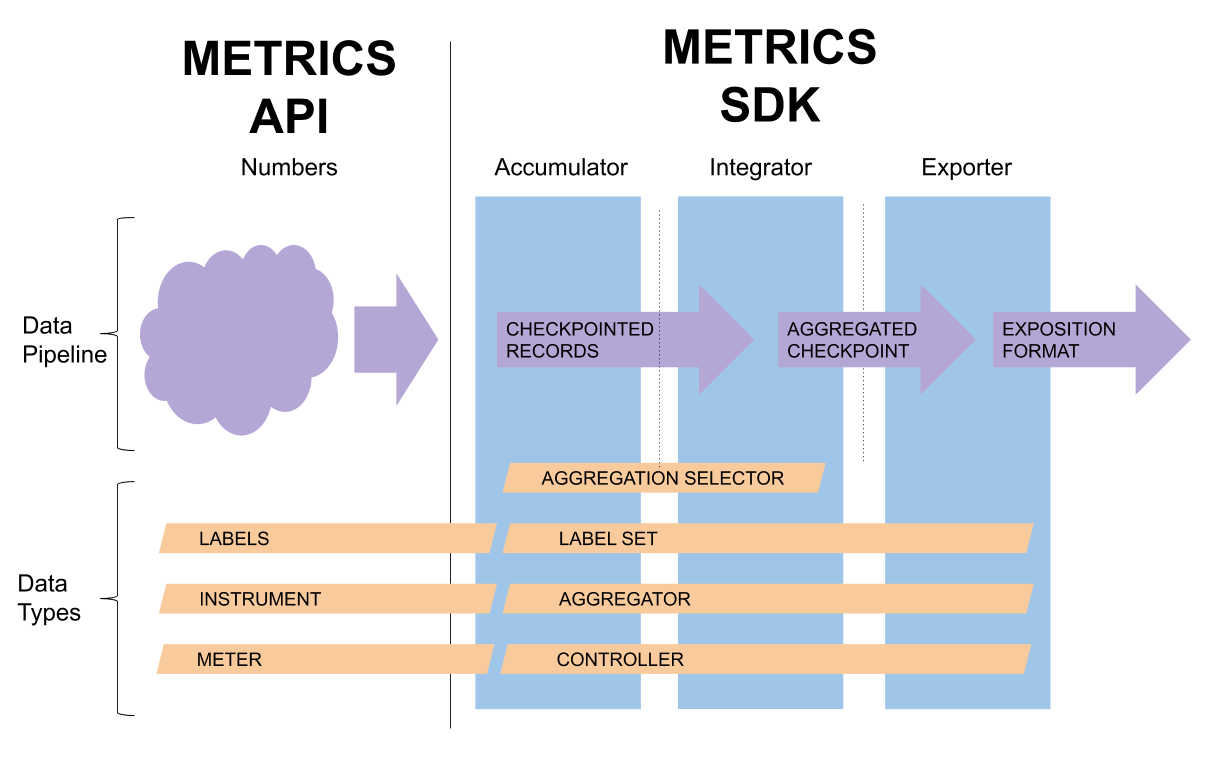 METRICS
API
METRICS
SDK
Numbers
Accumulator
Integrator
Exporter
Data
Pipeline
CHECKPOINTED
RECORDS
AGGREGATED
CHECKPOINT
EXPOSITION
FORMAT
AGGREGATION SELECTOR
Data
Types
LABELS
LABEL SET
INSTRUMENT
AGGREGATOR
METER
CONTROLLER